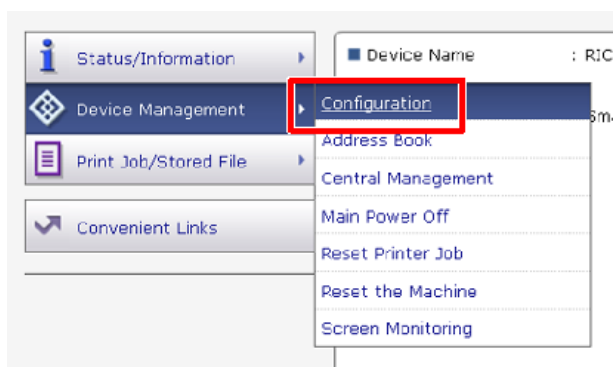 Status/Information
Device Name : RIC
Device Management
Configuration
Address Book
Print Job/Stored File
Central Management
Main Power Off
Convenient Links
Reset Printer Job
Reset the Machine
Screen Monitoring